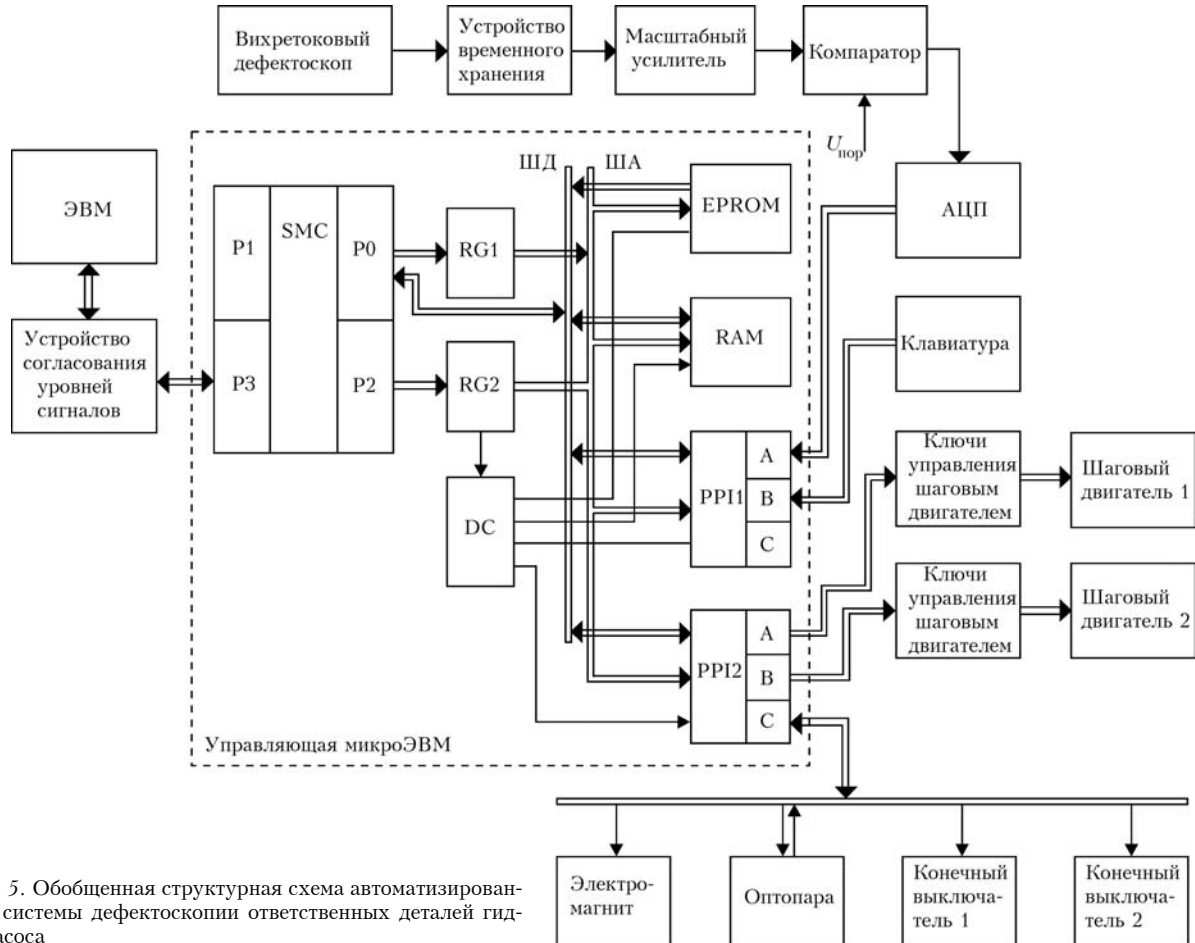 Вихретоковый
дефектоскоп
Устройство
временного
хранения
Масштабный
усилитель
Компаратор
U пор
ЭВМ
ШД
ША
EPROM
АЦП
P1
SMC
P0
RG1
Устройство
согласования
уровней
сигналов
P3
P2
RG2
RAM
Клавиатура
DC
PPI1
A
B
C
Ключи
управления
шаговым
двигателем
Шаговый
двигатель 1
PPI2
A
B
C
Ключи
управления
шаговым
двигателем
Шаговый
двигатель 2
Управляющая микроЭВМ
Электро-
магнит
Оптопара
Конечный
выключа-
тель 1
Конечный
выключа-
тель 2
5. Обобщенная структурная схема автоматизирован-
системы дефектоскопии ответственных деталей гид-
асоса